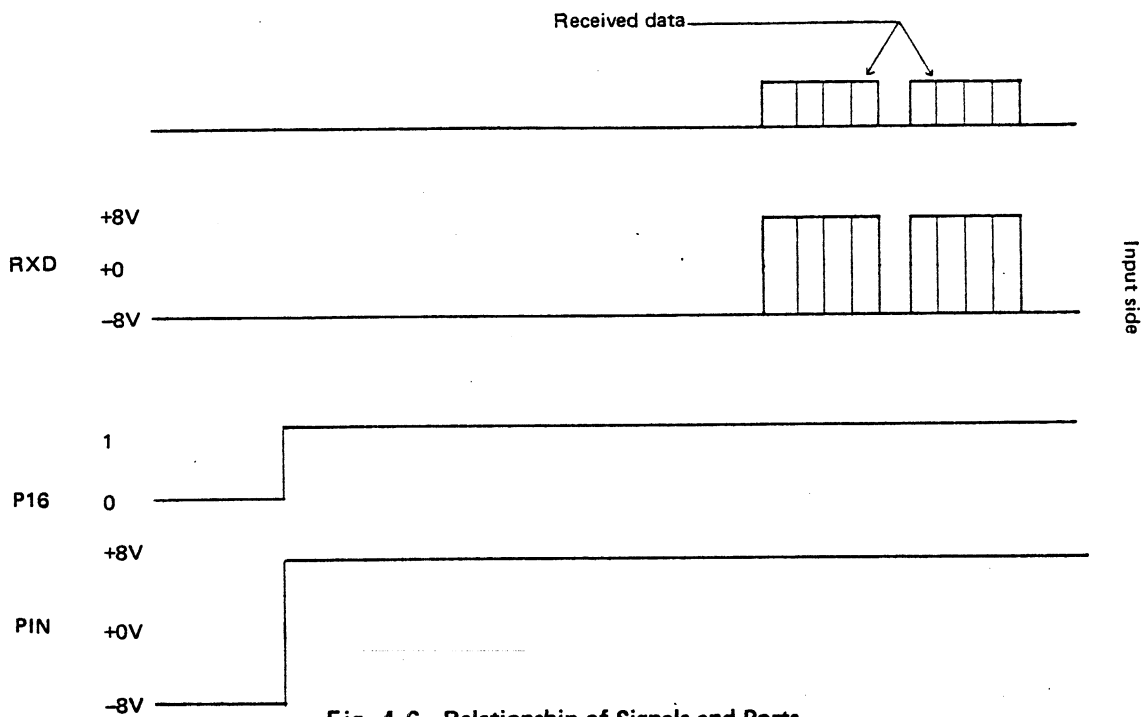 Received data
+8V
RXD +0
-8V
Input side
1
P16 0
+8V
PIN +0V
-8V
Fig. 4-6 Relationship of Signals and Ports